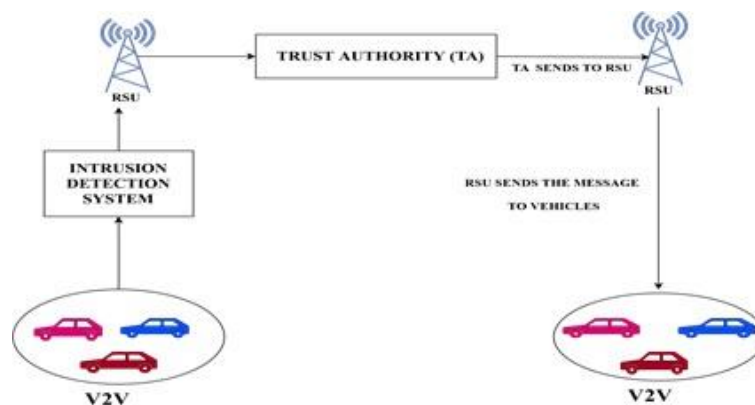 TRUST AUTHORITY (TA)
RSU
TA SENDS TO RSU
RSU
INTRUSION
DETECTION
SYSTEM
RSU SENDS THE MESSAGE
TO VEHICLES
V2V
V2V